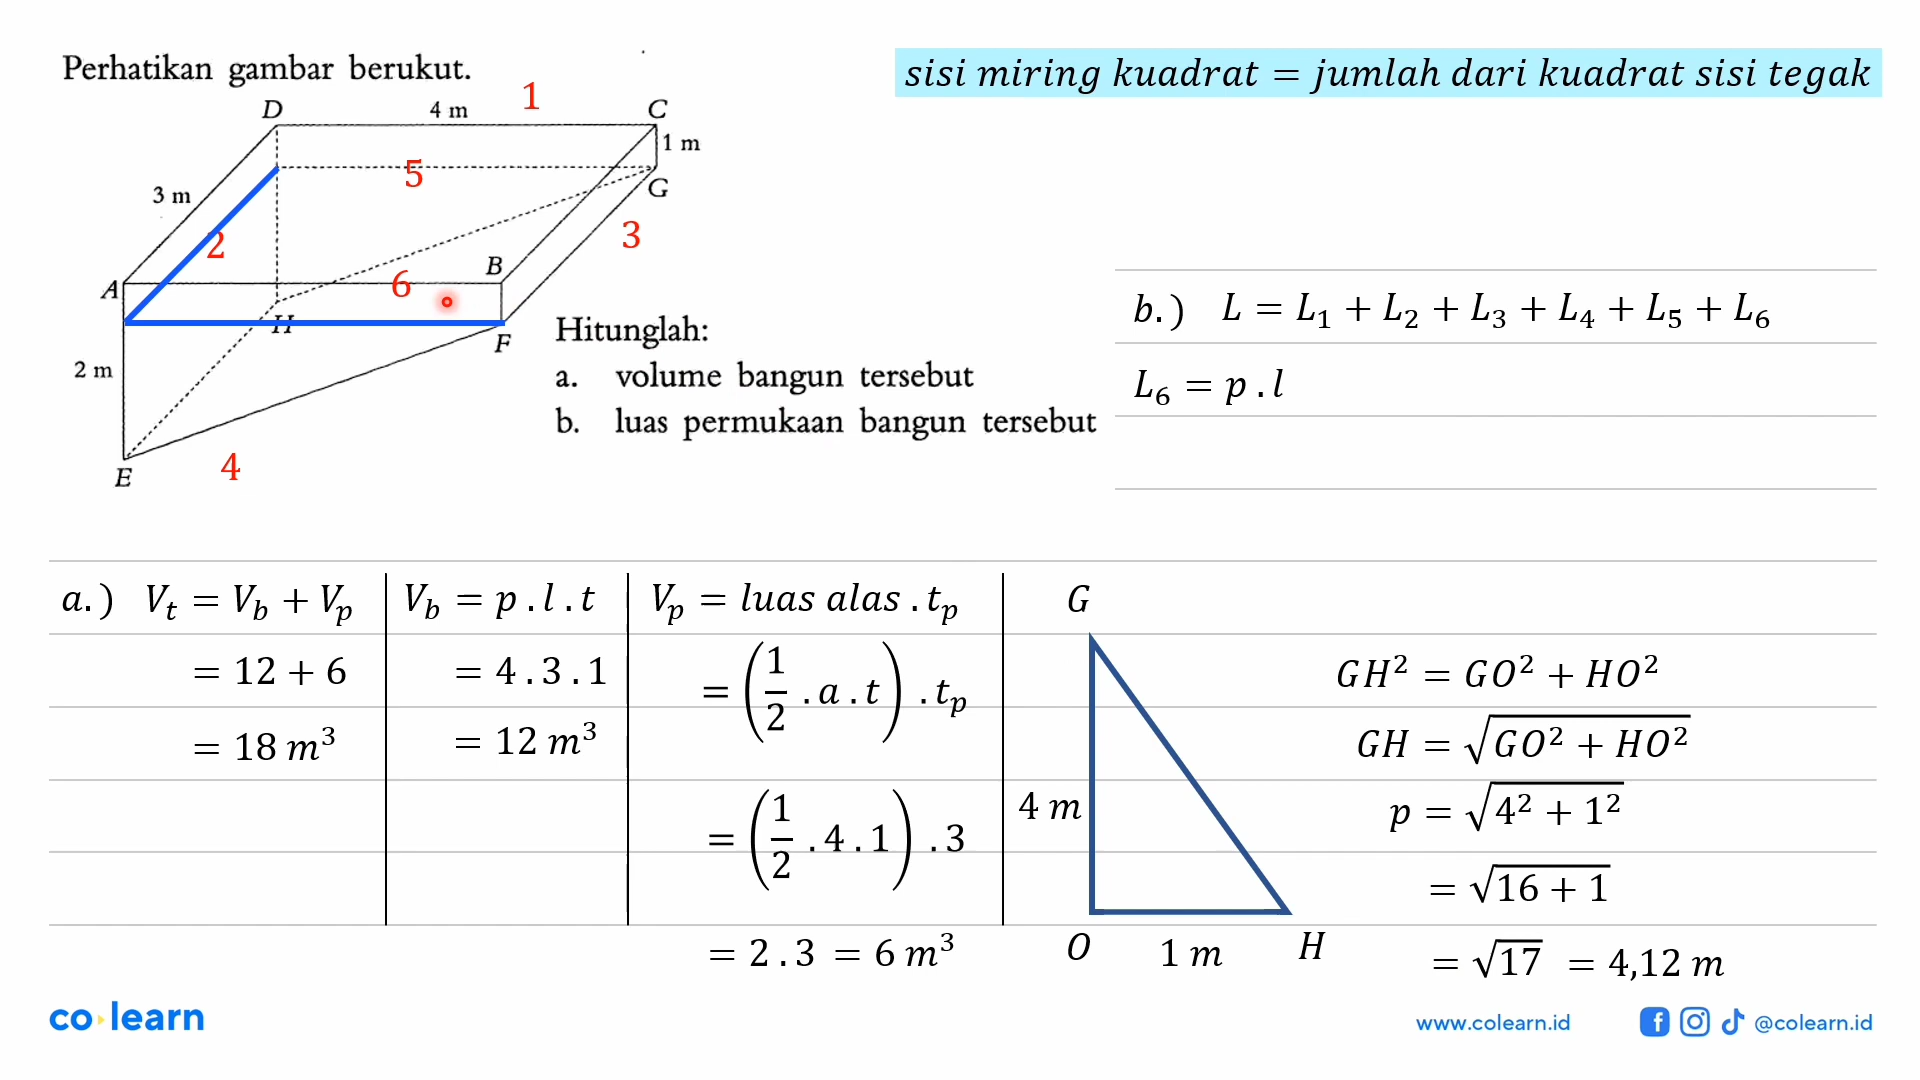 Perhatikan gambar berukut.
sisi miring kuadrat = jumlah dari kuadrat sisi tegak
D 4 m 1 C
1 m
5
G
3 m
2
3
A 6 B
H
F
2 m
4
E
Hitunglah:
a. volume bangun tersebut
b. luas permukaan bangun tersebut
b.) L = L₁ + L₂ + L₃ + L₄ + L₅ + L₆
L₆ = p . l
a.) Vₜ = V_b + Vₚ
= 12 + 6
= 18 m³
V_b = p . l . t
= 4 . 3 . 1
= 12 m³
Vₚ = luas alas . tₚ
= (1/2 . a . t) . tₚ
= (1/2 . 4 . 1) . 3
= 2 . 3 = 6 m³
G
4 m
O 1 m H
GH² = GO² + HO²
GH = √(GO² + HO²)
p = √(4² + 1²)
= √(16 + 1)
= √17 = 4,12 m
co learn
www.colearn.id
@colearn.id